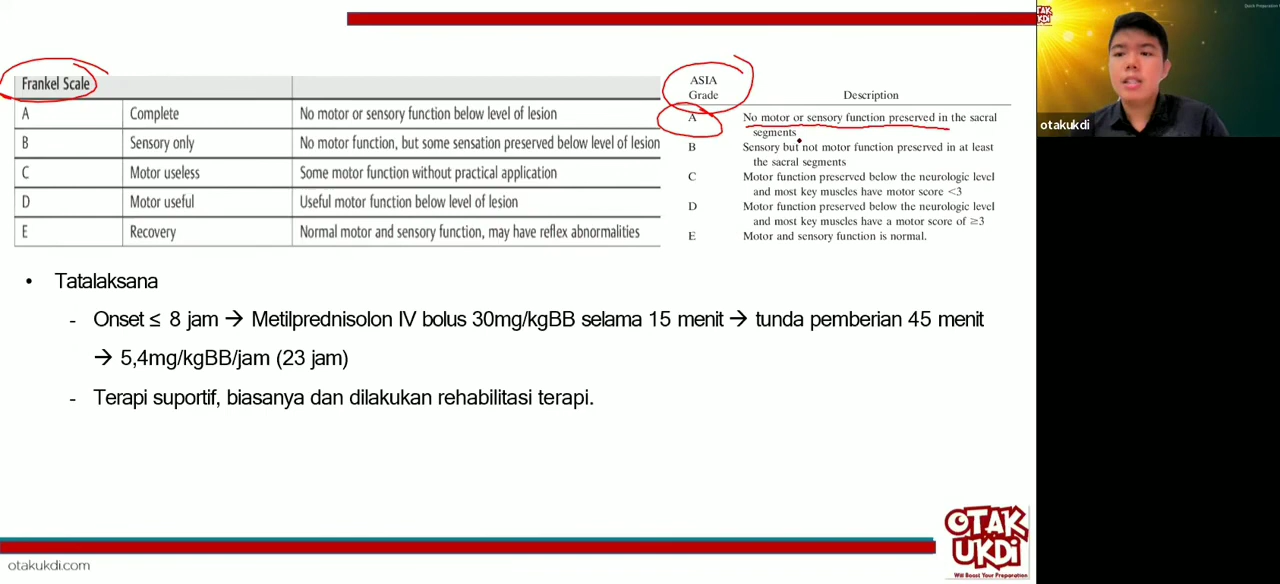 Frankel Scale
A Complete No motor or sensory function below level of lesion
B Sensory only No motor function, but some sensation preserved below level of lesion
C Motor useless Some motor function without practical application
D Motor useful Useful motor function below level of lesion
E Recovery Normal motor and sensory function, may have reflex abnormalities
ASIA
Grade Description
A No motor or sensory function preserved in the sacral
segments
B Sensory but not motor function preserved in at least
the sacral segments
C Motor function preserved below the neurologic level
and most key muscles have motor score <3
D Motor function preserved below the neurologic level
and most key muscles have a motor score of ≥3
E Motor and sensory function is normal.
• Tatalaksana
- Onset ≤ 8 jam → Metilprednisolon IV bolus 30mg/kgBB selama 15 menit → tunda pemberian 45 menit
→ 5,4mg/kgBB/jam (23 jam)
- Terapi suportif, biasanya dan dilakukan rehabilitasi terapi.
OTAK
UKDi
Will Boost Your Preparation
otakukdi.com
OTAK
UKDi
Quick Preparation
otakukdi